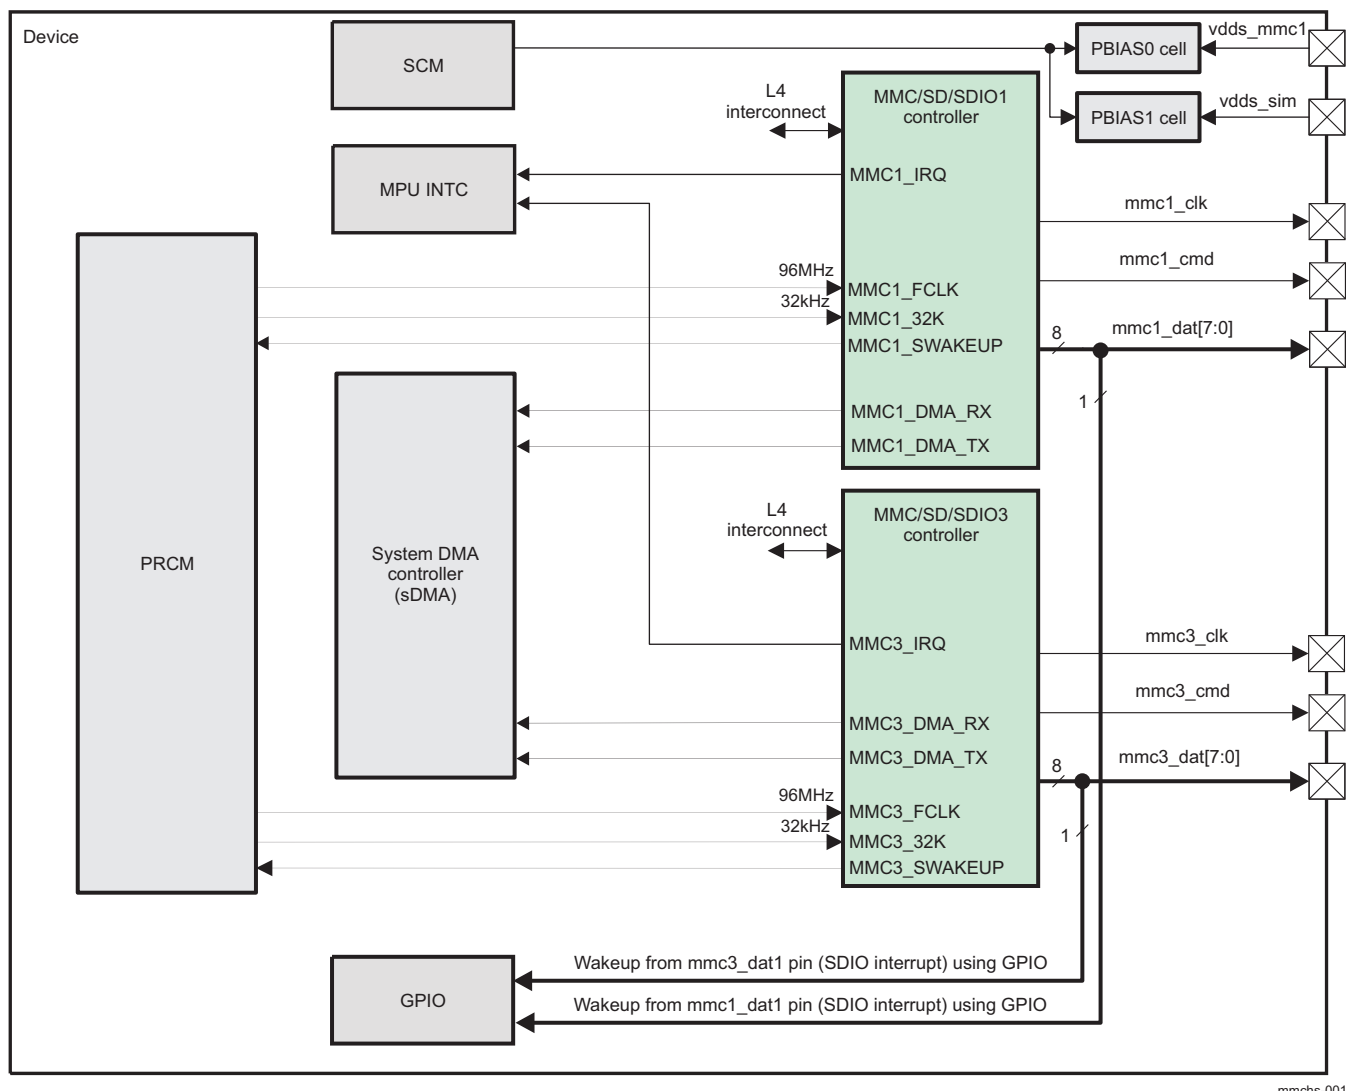 Device
SCM
PBIAS0 cell
vdds_mmc1
PBIAS1 cell
vdds_sim
L4
interconnect
MMC/SD/SDIO1
controller
MPU INTC
MMC1_IRQ
mmc1_clk
mmc1_cmd
96MHz
MMC1_FCLK
32kHz
MMC1_32K
MMC1_SWAKEUP
8
mmc1_dat[7:0]
1
MMC1_DMA_RX
MMC1_DMA_TX
PRCM
System DMA
controller
(sDMA)
L4
interconnect
MMC/SD/SDIO3
controller
MMC3_IRQ
mmc3_clk
mmc3_cmd
MMC3_DMA_RX
MMC3_DMA_TX
8
mmc3_dat[7:0]
96MHz
MMC3_FCLK
32kHz
MMC3_32K
1
MMC3_SWAKEUP
GPIO
Wakeup from mmc3_dat1 pin (SDIO interrupt) using GPIO
Wakeup from mmc1_dat1 pin (SDIO interrupt) using GPIO
mmchs-001